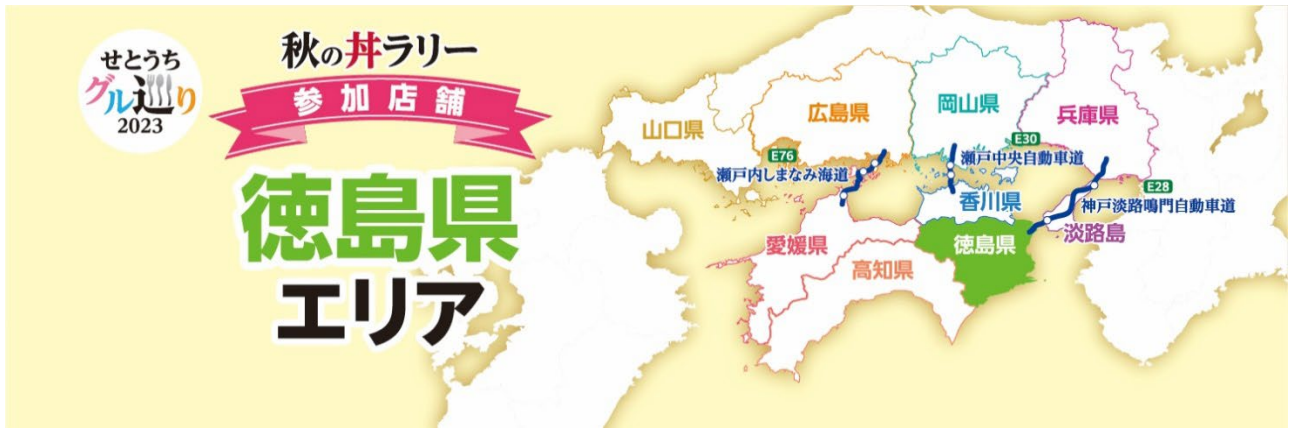 せとうち
グル巡り
2023
秋の丼ラリー
参加店舗
徳島県
エリア
山口県
広島県
岡山県
兵庫県
E76
瀬戸内しまなみ海道
E30
瀬戸中央自動車道
E28
神戸淡路鳴門自動車道
香川県
淡路島
愛媛県
徳島県
高知県